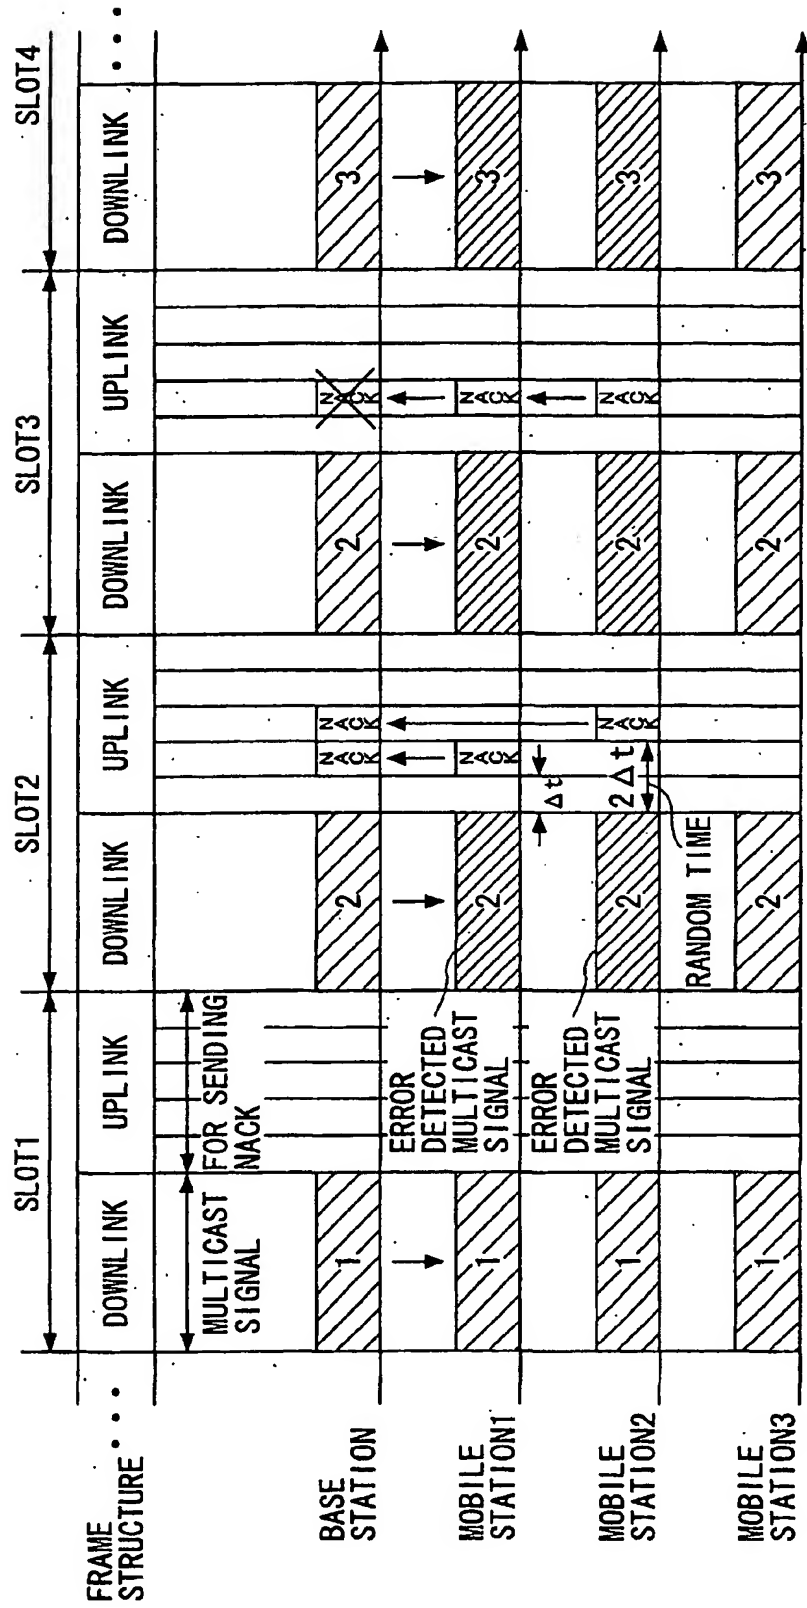 SLOT1
SLOT2
SLOT3
SLOT4
FRAME
STRUCTURE
• • •
DOWNLINK
UPLINK
DOWNLINK
UPLINK
DOWNLINK
UPLINK
DOWNLINK
• • •
MULTICAST
SIGNAL
FOR SENDING
NACK
BASE
STATION
1
2
NACK
NACK
2
NACK
3
MOBILE
STATION1
1
ERROR
DETECTED
MULTICAST
SIGNAL
2
NACK
Δt
2
NACK
3
MOBILE
STATION2
1
ERROR
DETECTED
MULTICAST
SIGNAL
2
2Δt
NACK
2
NACK
3
RANDOM TIME
MOBILE
STATION3
1
2
2
3